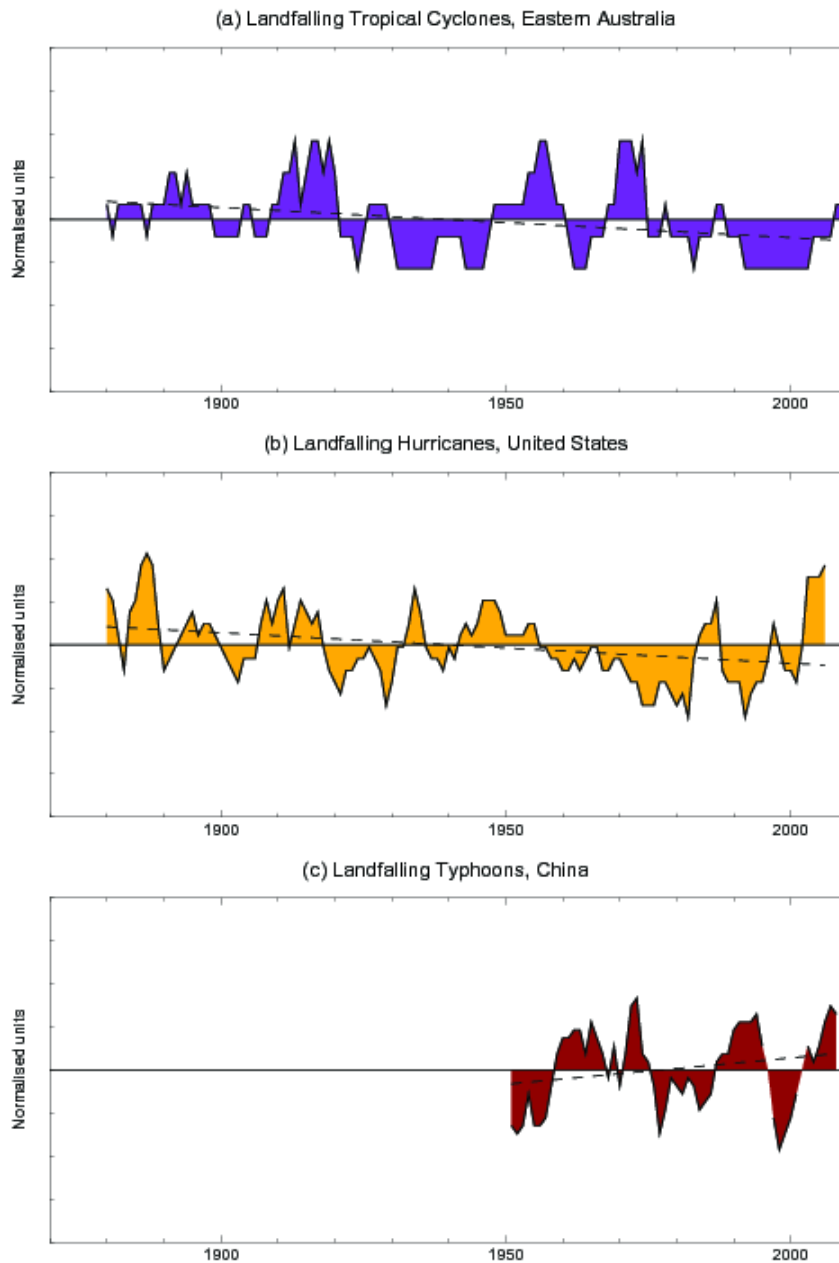 (a) Landfalling Tropical Cyclones, Eastern Australia
Normalised units
1900 1950 2000
(b) Landfalling Hurricanes, United States
Normalised units
1900 1950 2000
(c) Landfalling Typhoons, China
Normalised units
1900 1950 2000